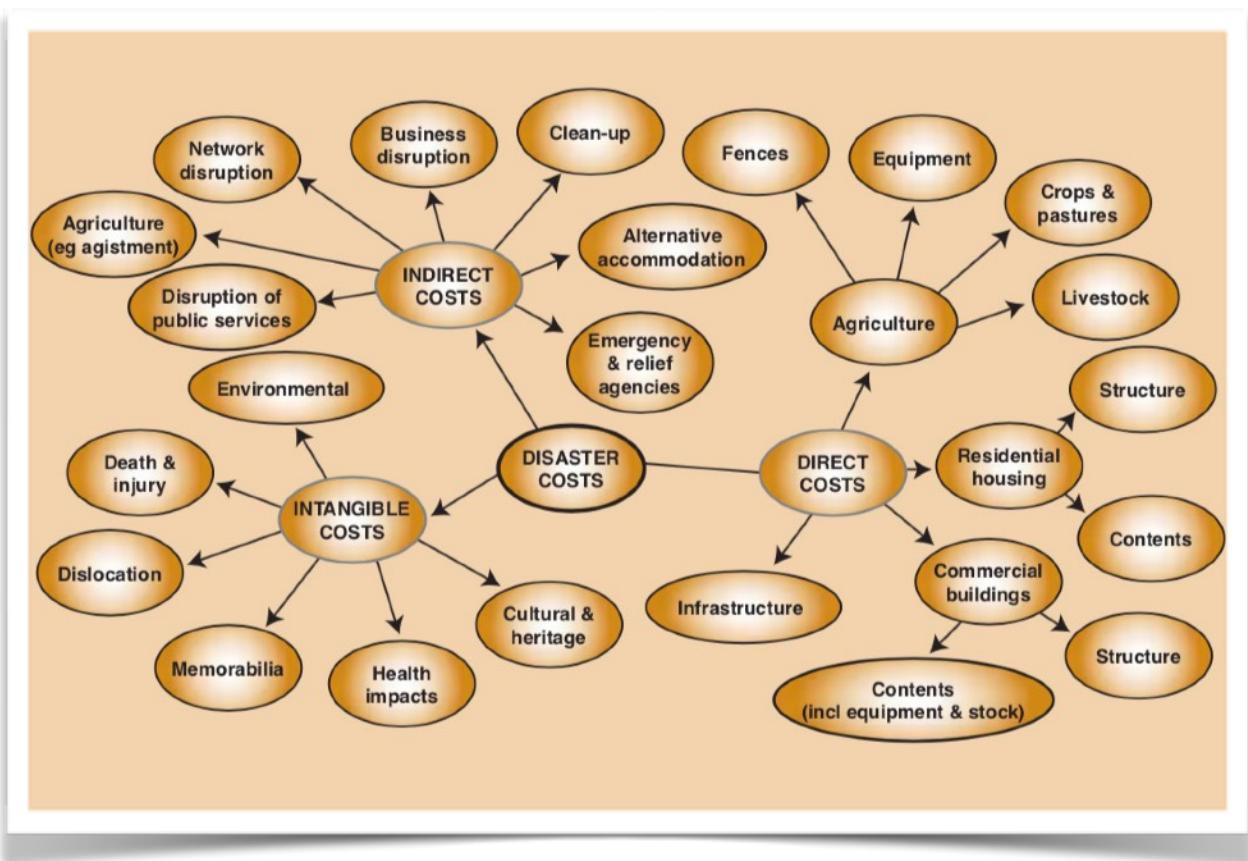 Network
disruption
Business
disruption
Clean-up
Agriculture
(eg agistment)
INDIRECT
COSTS
Alternative
accommodation
Disruption of
public services
Emergency
& relief
agencies
Fences
Equipment
Crops &
pastures
Agriculture
Livestock
Environmental
Death &
injury
INTANGIBLE
COSTS
Dislocation
Memorabilia
Health
impacts
Cultural &
heritage
DISASTER
COSTS
DIRECT
COSTS
Residential
housing
Structure
Contents
Infrastructure
Commercial
buildings
Structure
Contents
(incl equipment & stock)